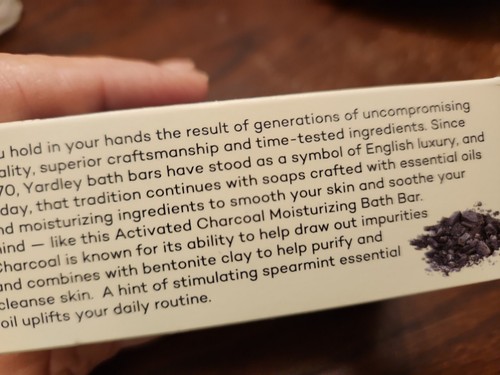 u hold in your hands the result of generations of uncompromising
ality, superior craftsmanship and time-tested ingredients. Since
70, Yardley bath bars have stood as a symbol of English luxury, and
day, that tradition continues with soaps crafted with essential oils
nd moisturizing ingredients to smooth your skin and soothe your
ind — like this Activated Charcoal Moisturizing Bath Bar.
Charcoal is known for its ability to help draw out impurities
and combines with bentonite clay to help purify and
cleanse skin. A hint of stimulating spearmint essential
oil uplifts your daily routine.